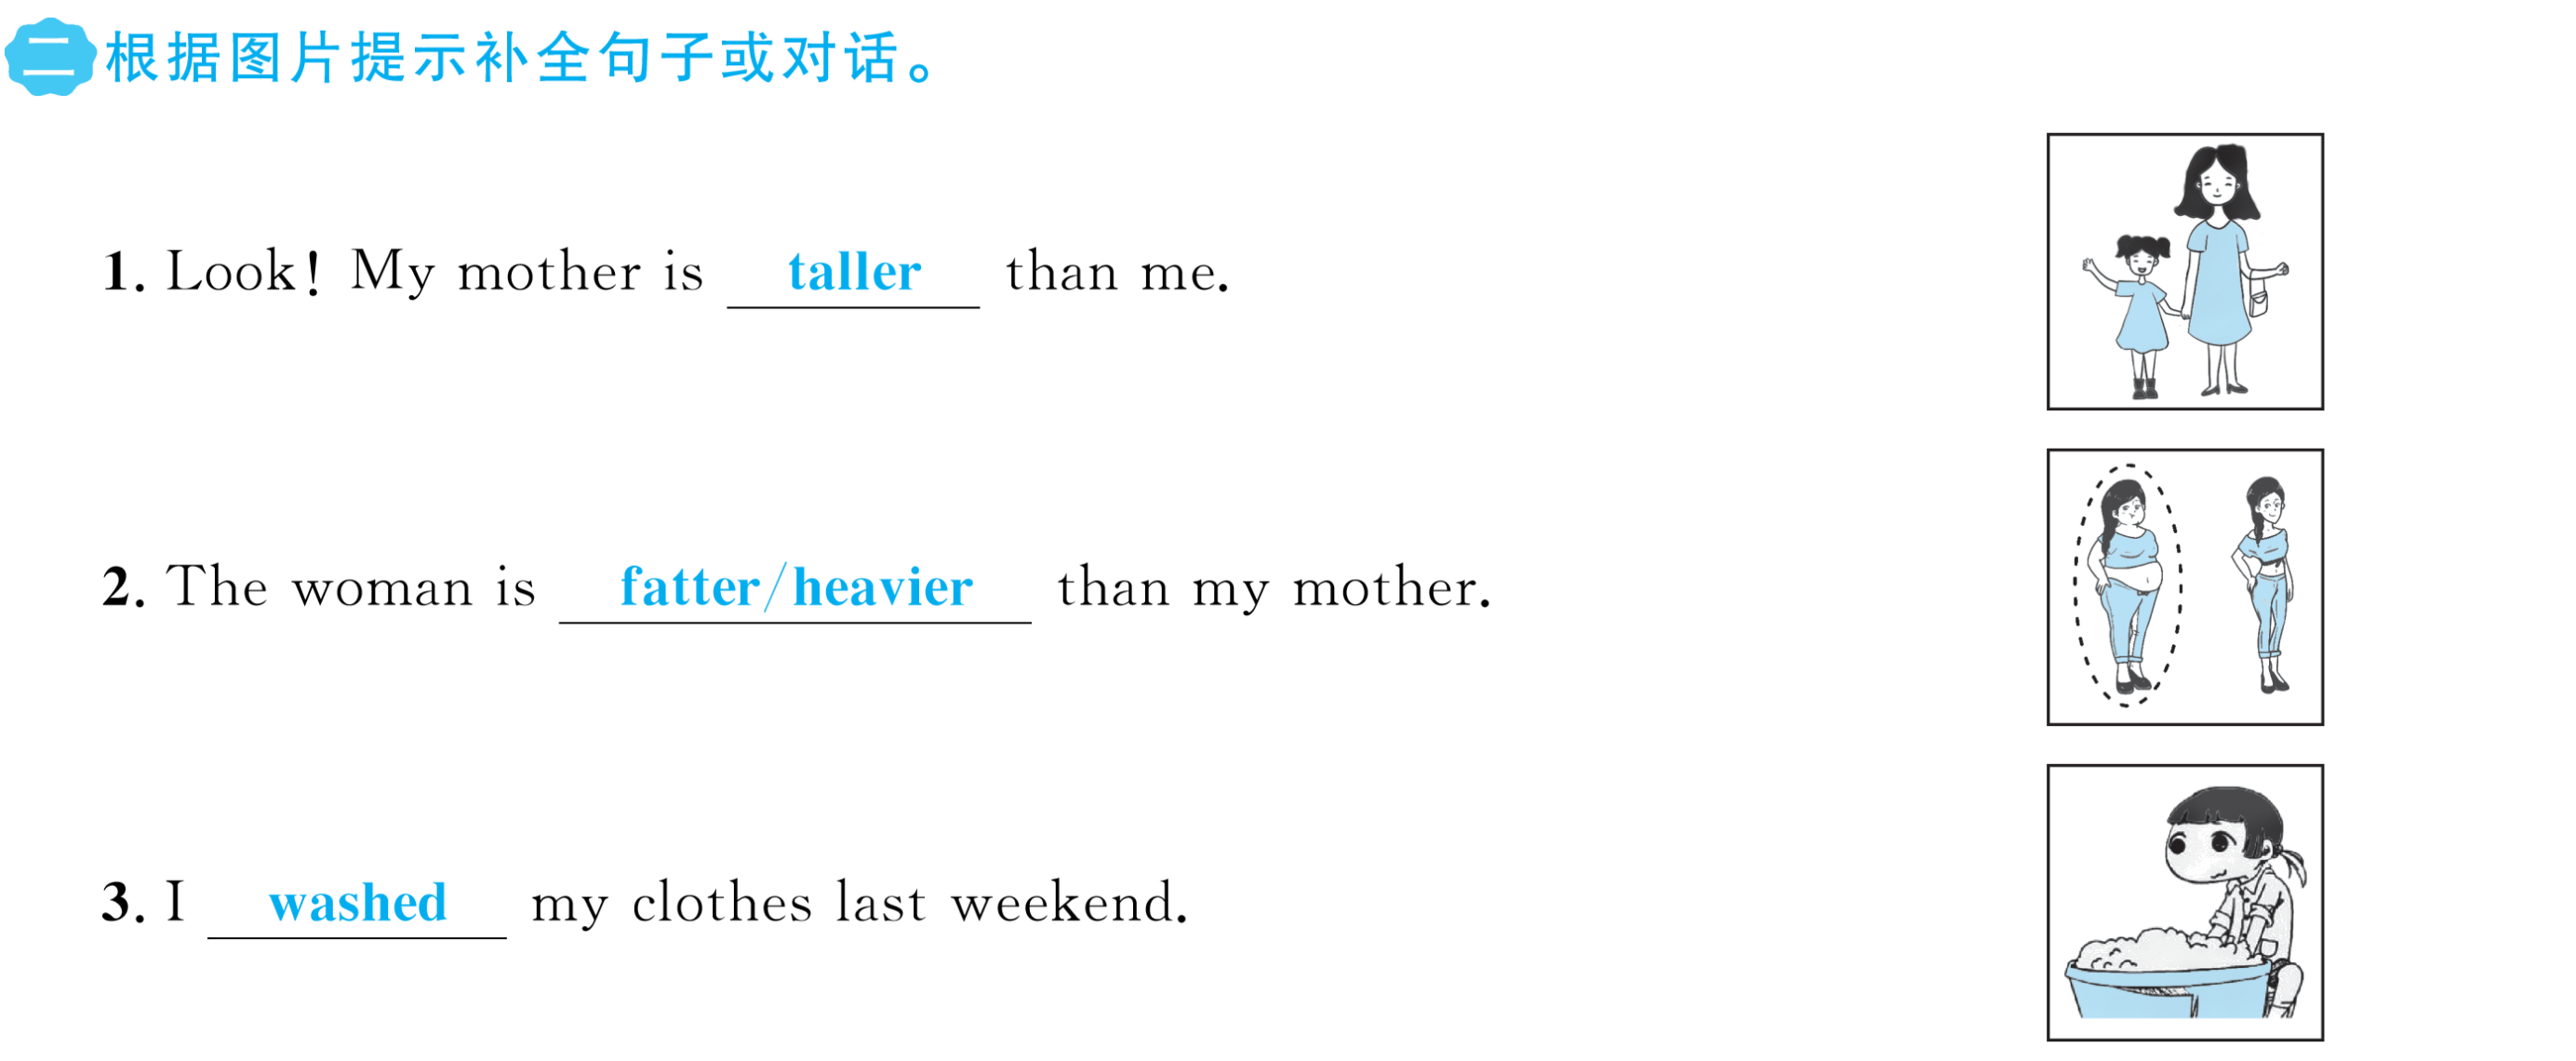 二 根据图片提示补全句子或对话。
1. Look! My mother is taller than me.
2. The woman is fatter/heavier than my mother.
3. I washed my clothes last weekend.